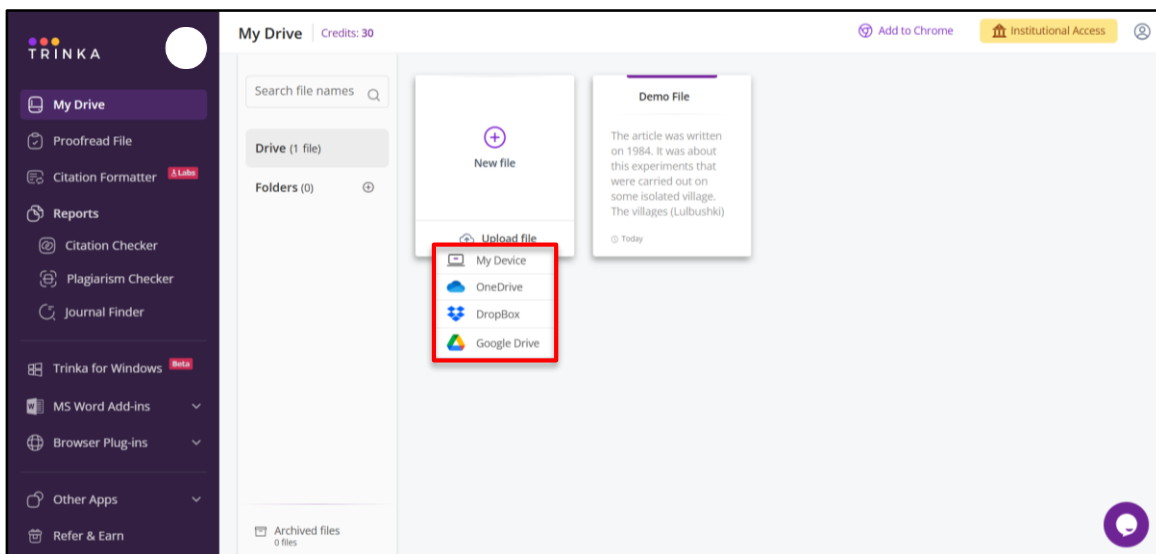 TRINKA
My Drive
Proofread File
Citation Formatter Labs
Reports
Citation Checker
Plagiarism Checker
Journal Finder
Trinka for Windows Beta
MS Word Add-ins
Browser Plug-ins
Other Apps
Refer & Earn
My Drive Credits: 30
Add to Chrome
Institutional Access
Search file names
Drive (1 file)
Folders (0)
Archived files
0 files
New file
Upload file
My Device
OneDrive
DropBox
Google Drive
Demo File
The article was written
on 1984. It was about
this experiments that
were carried out on
some isolated village.
The villages (Lulbushki)
Today